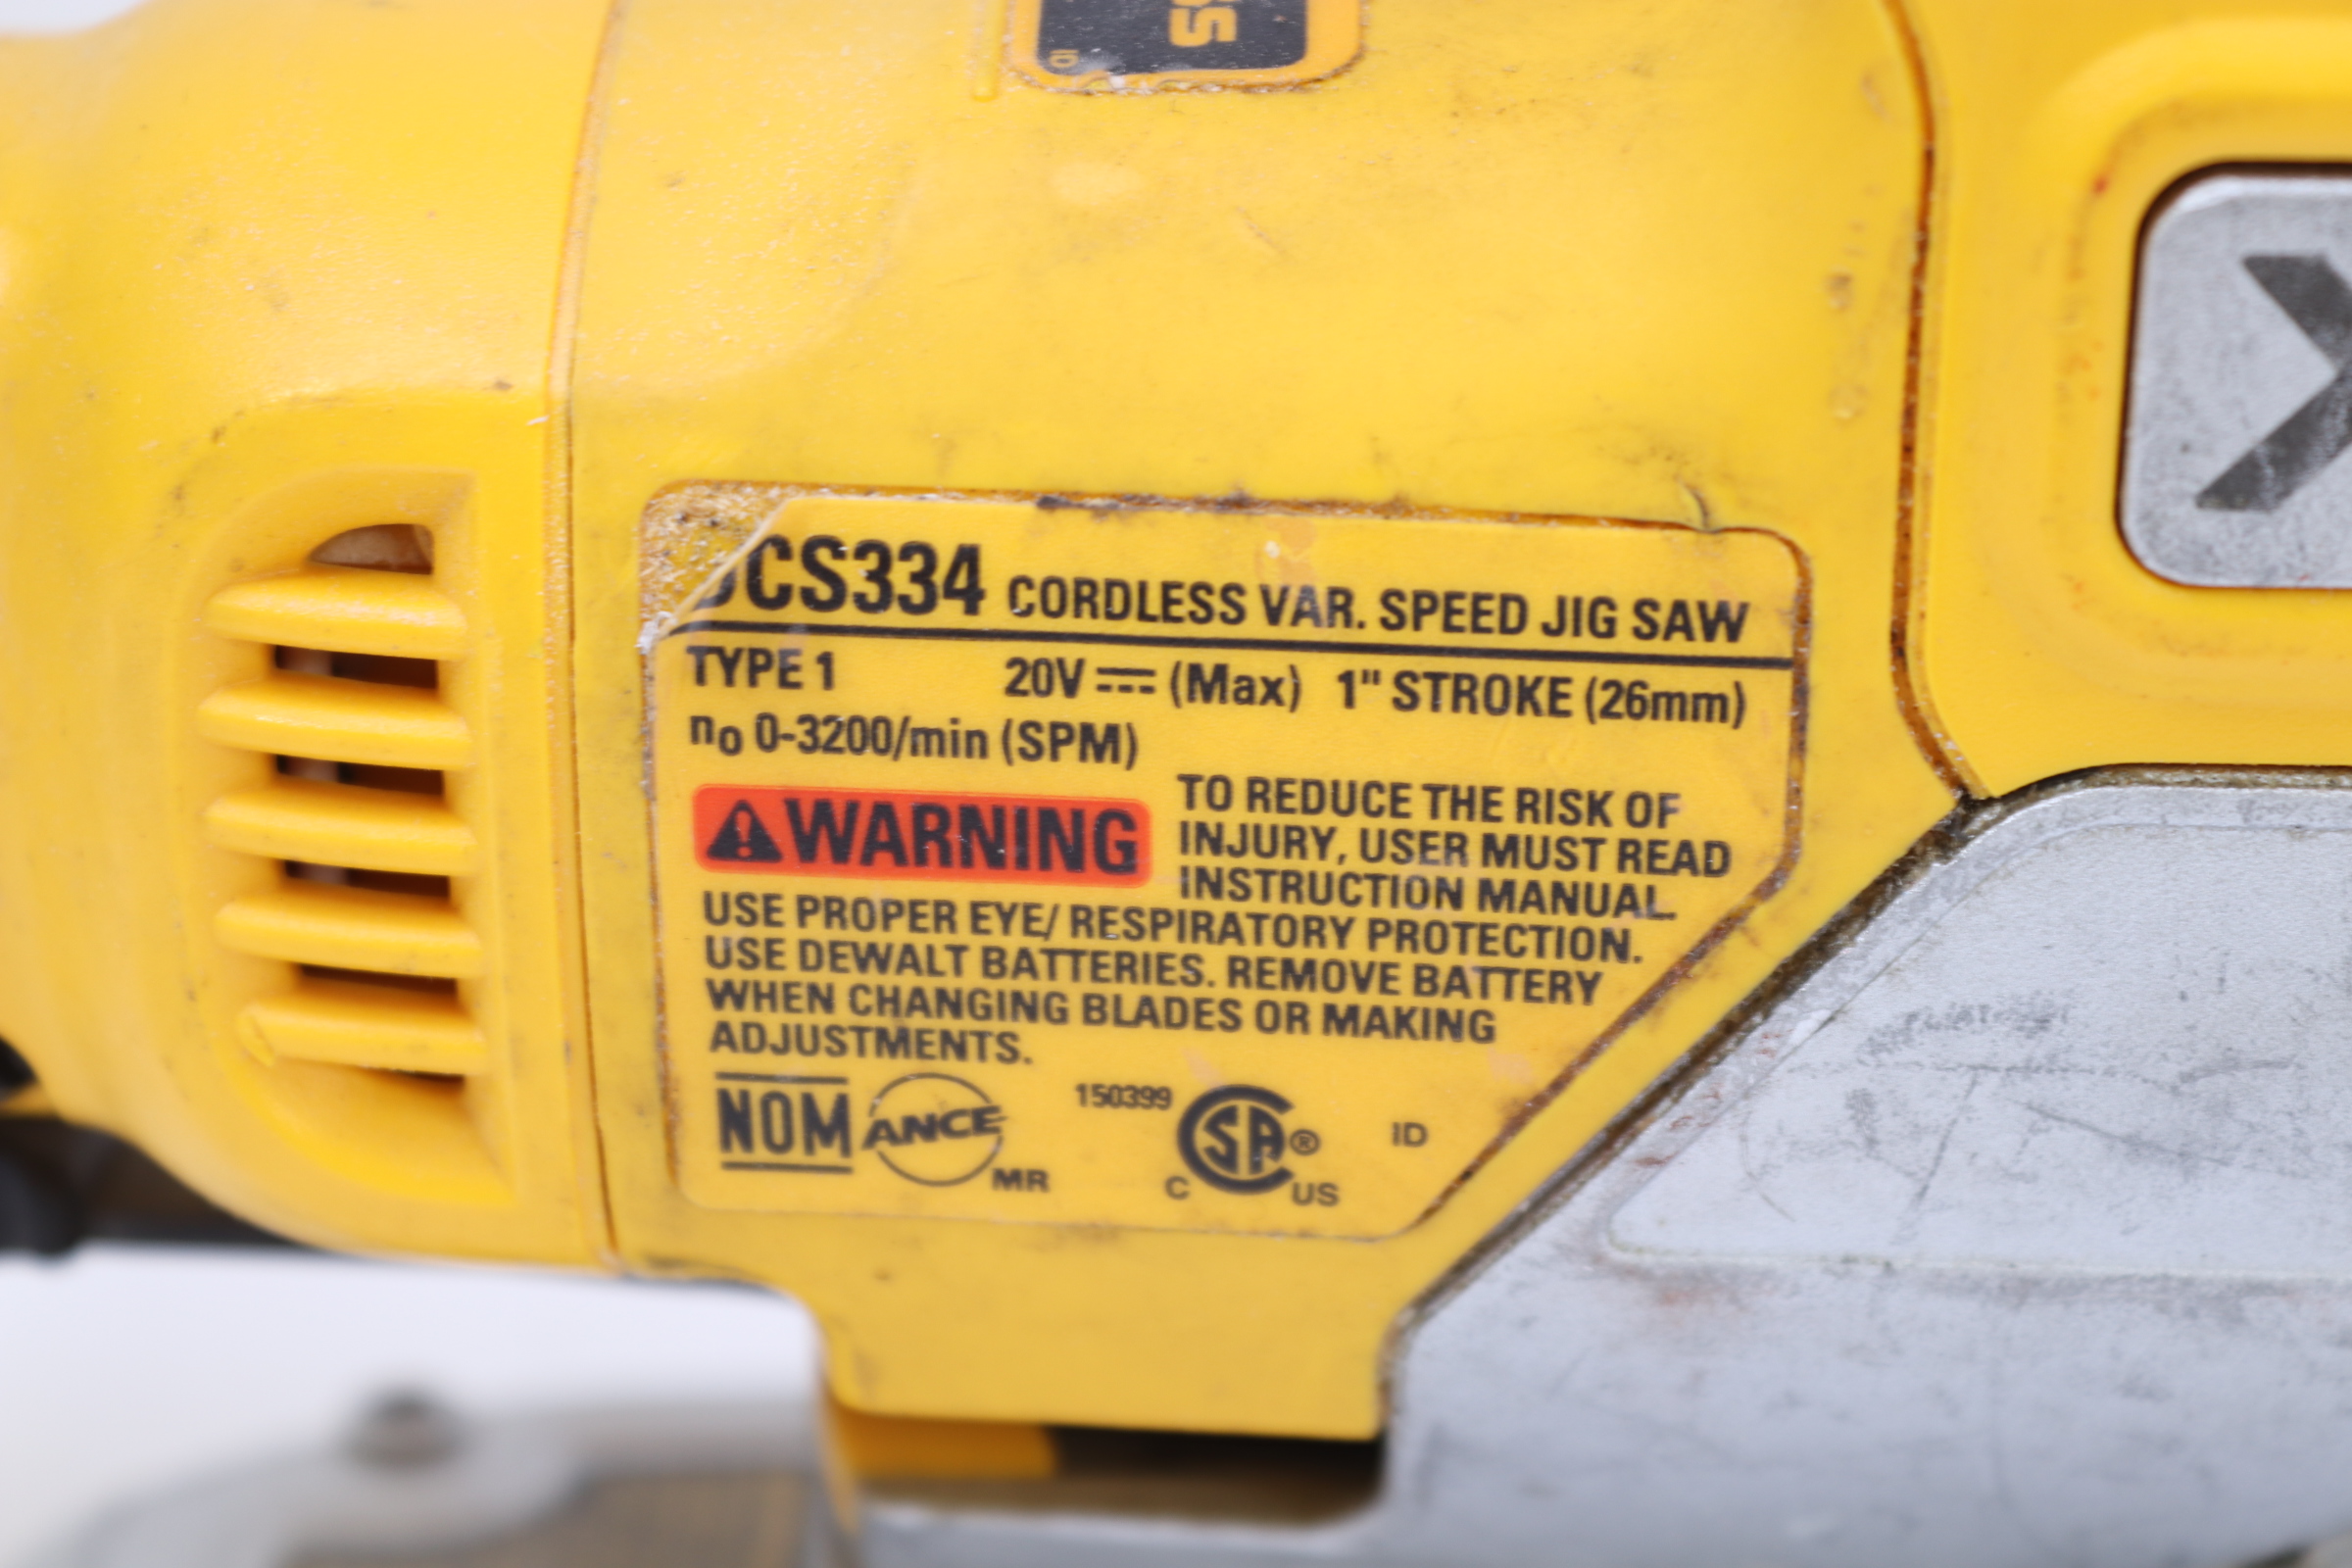 DCS334 CORDLESS VAR. SPEED JIG SAW
TYPE 1 20V ⎓ (Max) 1" STROKE (26mm)
no 0-3200/min (SPM)
WARNING TO REDUCE THE RISK OF
INJURY, USER MUST READ
INSTRUCTION MANUAL.
USE PROPER EYE/ RESPIRATORY PROTECTION.
USE DEWALT BATTERIES. REMOVE BATTERY
WHEN CHANGING BLADES OR MAKING
ADJUSTMENTS.
NOM ANCE MR 150399 CSA ® C US ID
X